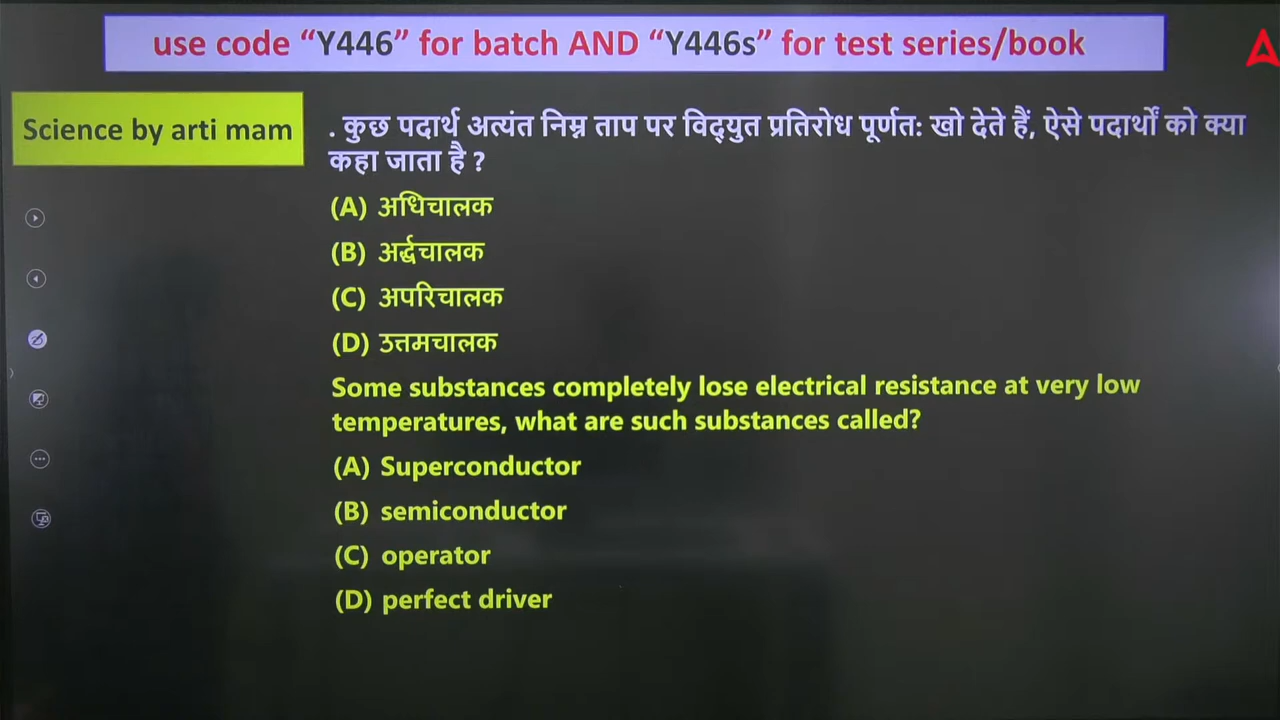 use code “Y446” for batch AND “Y446s” for test series/book
Science by arti mam
. कुछ पदार्थ अत्यंत निम्न ताप पर विद्युत प्रतिरोध पूर्णत: खो देते हैं, ऐसे पदार्थों को क्या
कहा जाता है ?
(A) अधिचालक
(B) अर्द्धचालक
(C) अपरिचालक
(D) उत्तमचालक
Some substances completely lose electrical resistance at very low
temperatures, what are such substances called?
(A) Superconductor
(B) semiconductor
(C) operator
(D) perfect driver